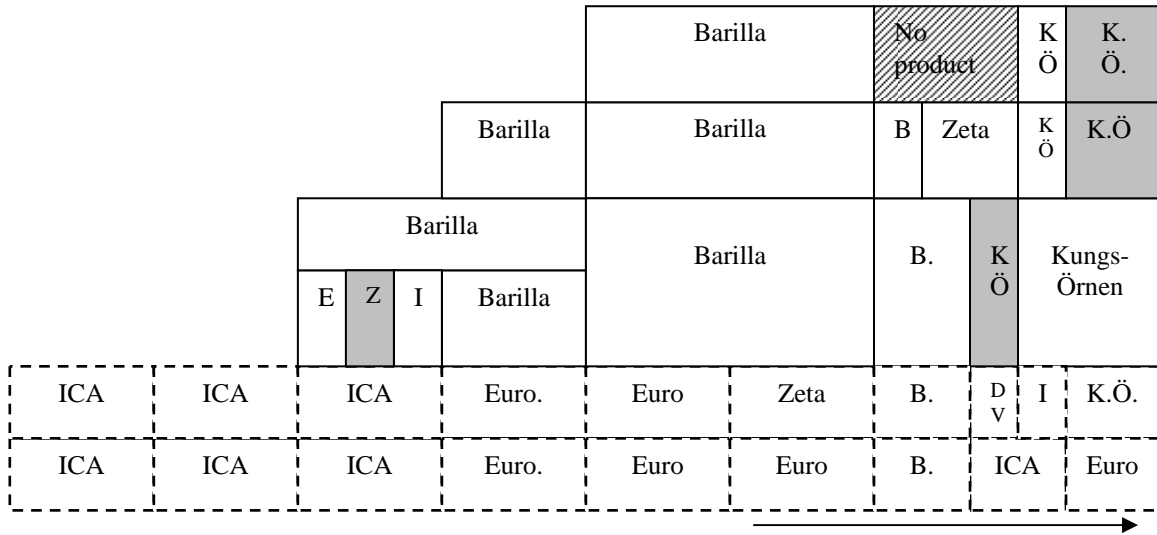 Barilla
No
product
K
Ö
K.
Ö.
Barilla
Barilla
B
Zeta
K
Ö
K.Ö
Barilla
Barilla
B.
K
Ö
Kungs-
Örnen
E
Z
I
Barilla
ICA
ICA
ICA
Euro.
Euro
Zeta
B.
D
V
I
K.Ö.
ICA
ICA
ICA
Euro.
Euro
Euro
B.
ICA
Euro